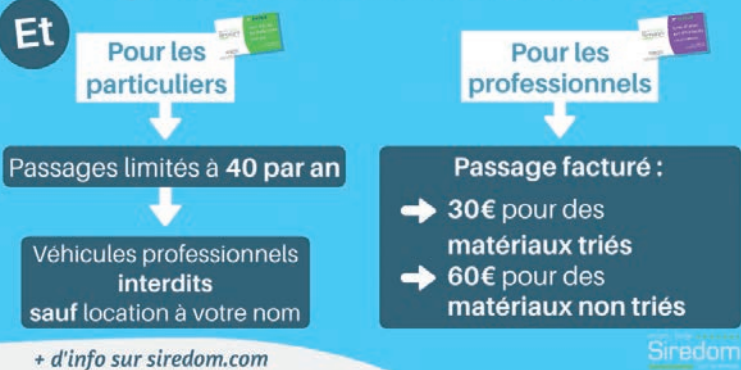 Et
Pour les
particuliers
Passages limités à 40 par an
Véhicules professionnels
interdits
sauf location à votre nom
Pour les
professionnels
Passage facturé :
30€ pour des
matériaux triés
60€ pour des
matériaux non triés
+ d'info sur siredom.com
Siredom